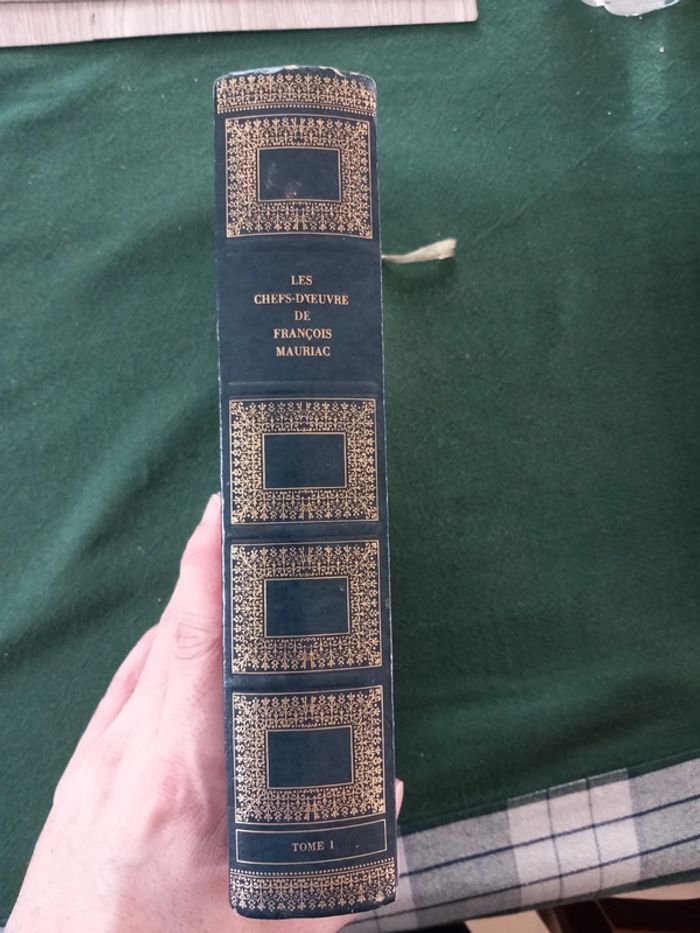 LES
CHEFS-D'ŒUVRE
DE
FRANÇOIS
MAURIAC
TOME I